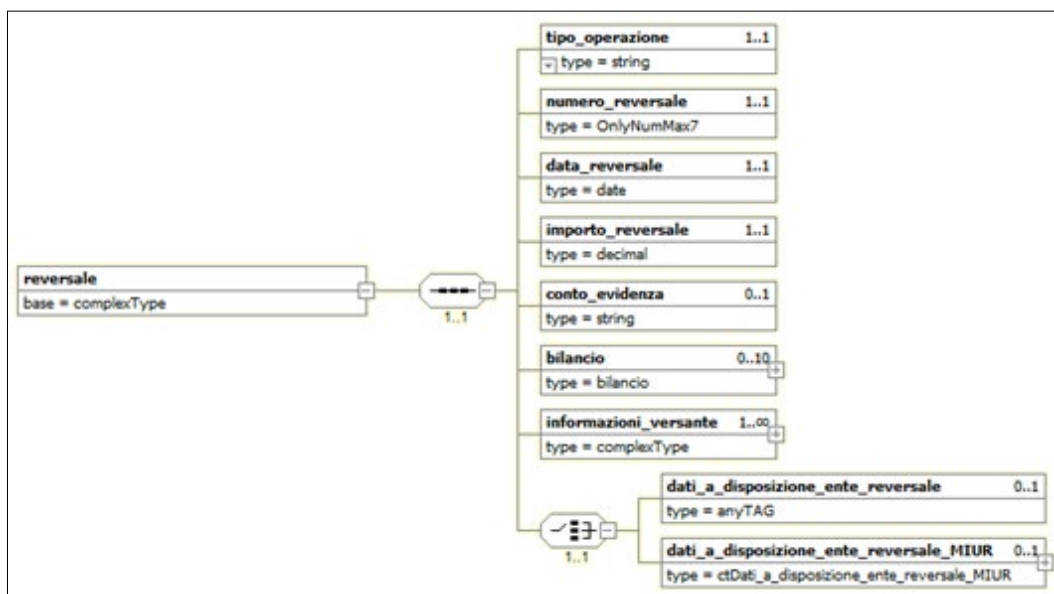 tipo_operazione 1..1
type = string
numero_reversale 1..1
type = OnlyNumMax7
data_reversale 1..1
type = date
importo_reversale 1..1
type = decimal
reversale
base = complexType
1..1
conto_evidenza 0..1
type = string
bilancio 0..10
type = bilancio
informazioni_versante 1..∞
type = complexType
dati_a_disposizione_ente_reversale 0..1
type = anyTAG
1..1
dati_a_disposizione_ente_reversale_MIUR 0..1
type = ctDati_a_disposizione_ente_reversale_MIUR